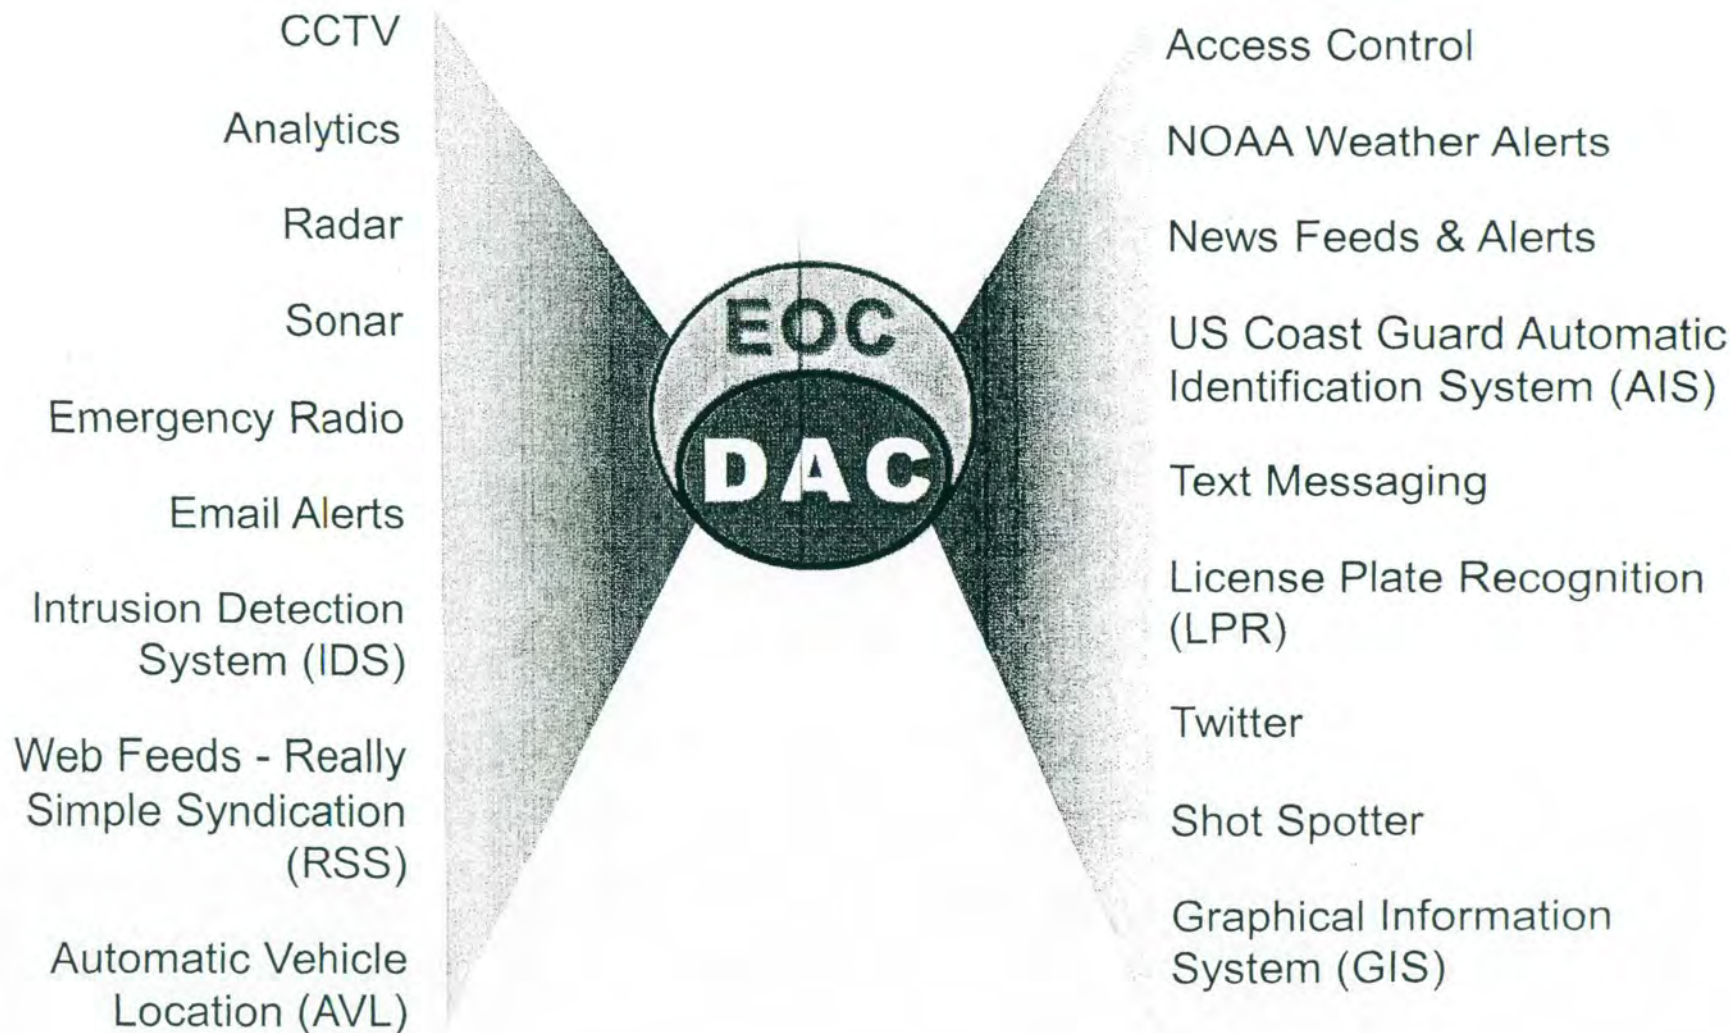 CCTV
Analytics
Radar
Sonar
Emergency Radio
Email Alerts
Intrusion Detection
System (IDS)
Web Feeds - Really
Simple Syndication
(RSS)
Automatic Vehicle
Location (AVL)
EOC
DAC
Access Control
NOAA Weather Alerts
News Feeds & Alerts
US Coast Guard Automatic
Identification System (AIS)
Text Messaging
License Plate Recognition
(LPR)
Twitter
Shot Spotter
Graphical Information
System (GIS)